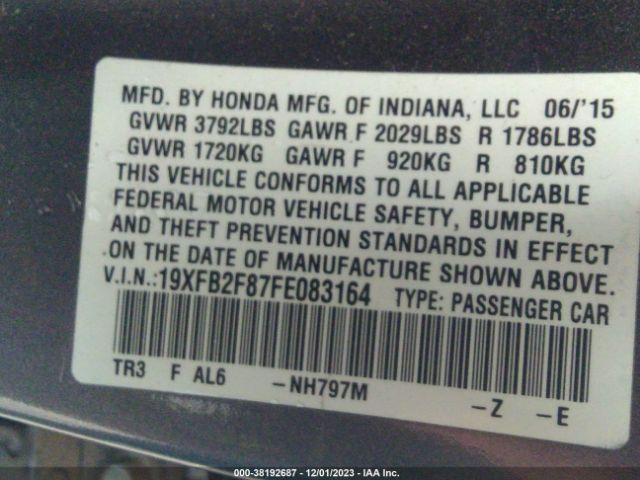 MFD. BY HONDA MFG. OF INDIANA, LLC 06/'15
GVWR 3792LBS GAWR F 2029LBS R 1786LBS
GVWR 1720KG GAWR F 920KG R 810KG
THIS VEHICLE CONFORMS TO ALL APPLICABLE
FEDERAL MOTOR VEHICLE SAFETY, BUMPER,
AND THEFT PREVENTION STANDARDS IN EFFECT
ON THE DATE OF MANUFACTURE SHOWN ABOVE.
V.I.N.:19XFB2F87FE083164 TYPE: PASSENGER CAR
TR3 F AL6 -NH797M -Z -E
000-38192687 - 12/01/2023 - IAA Inc.